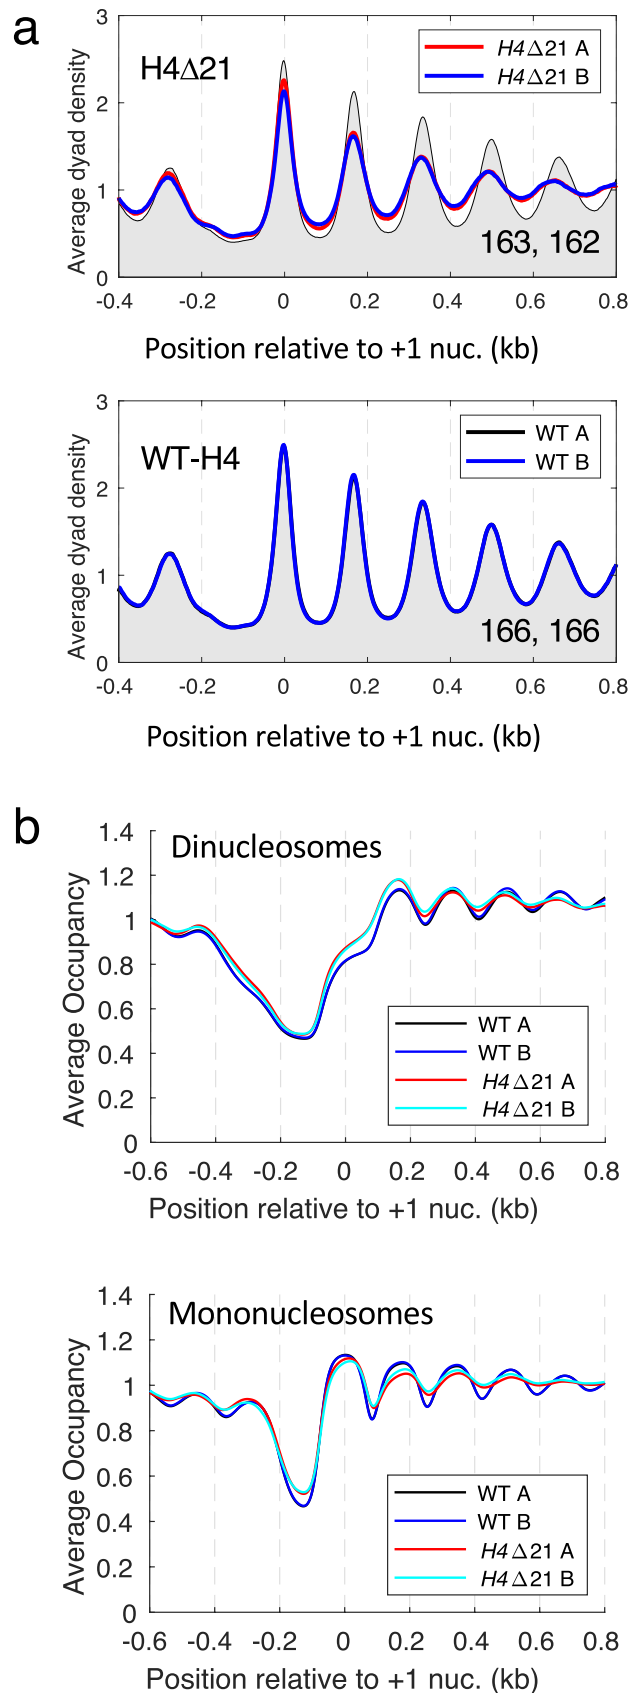 a
H4Δ21
H4Δ21 A
H4Δ21 B
163, 162
Average dyad density
3
2
1
0
-0.4 -0.2 0 0.2 0.4 0.6 0.8
Position relative to +1 nuc. (kb)
WT-H4
WT A
WT B
166, 166
Average dyad density
3
2
1
0
-0.4 -0.2 0 0.2 0.4 0.6 0.8
Position relative to +1 nuc. (kb)
b
Dinucleosomes
Average Occupancy
1.4
1.2
1
0.8
0.6
0.4
0.2
0
WT A
WT B
H4Δ21 A
H4Δ21 B
-0.6 -0.4 -0.2 0 0.2 0.4 0.6 0.8
Position relative to +1 nuc. (kb)
Mononucleosomes
Average Occupancy
1.4
1.2
1
0.8
0.6
0.4
0.2
0
WT A
WT B
H4Δ21 A
H4Δ21 B
-0.6 -0.4 -0.2 0 0.2 0.4 0.6 0.8
Position relative to +1 nuc. (kb)